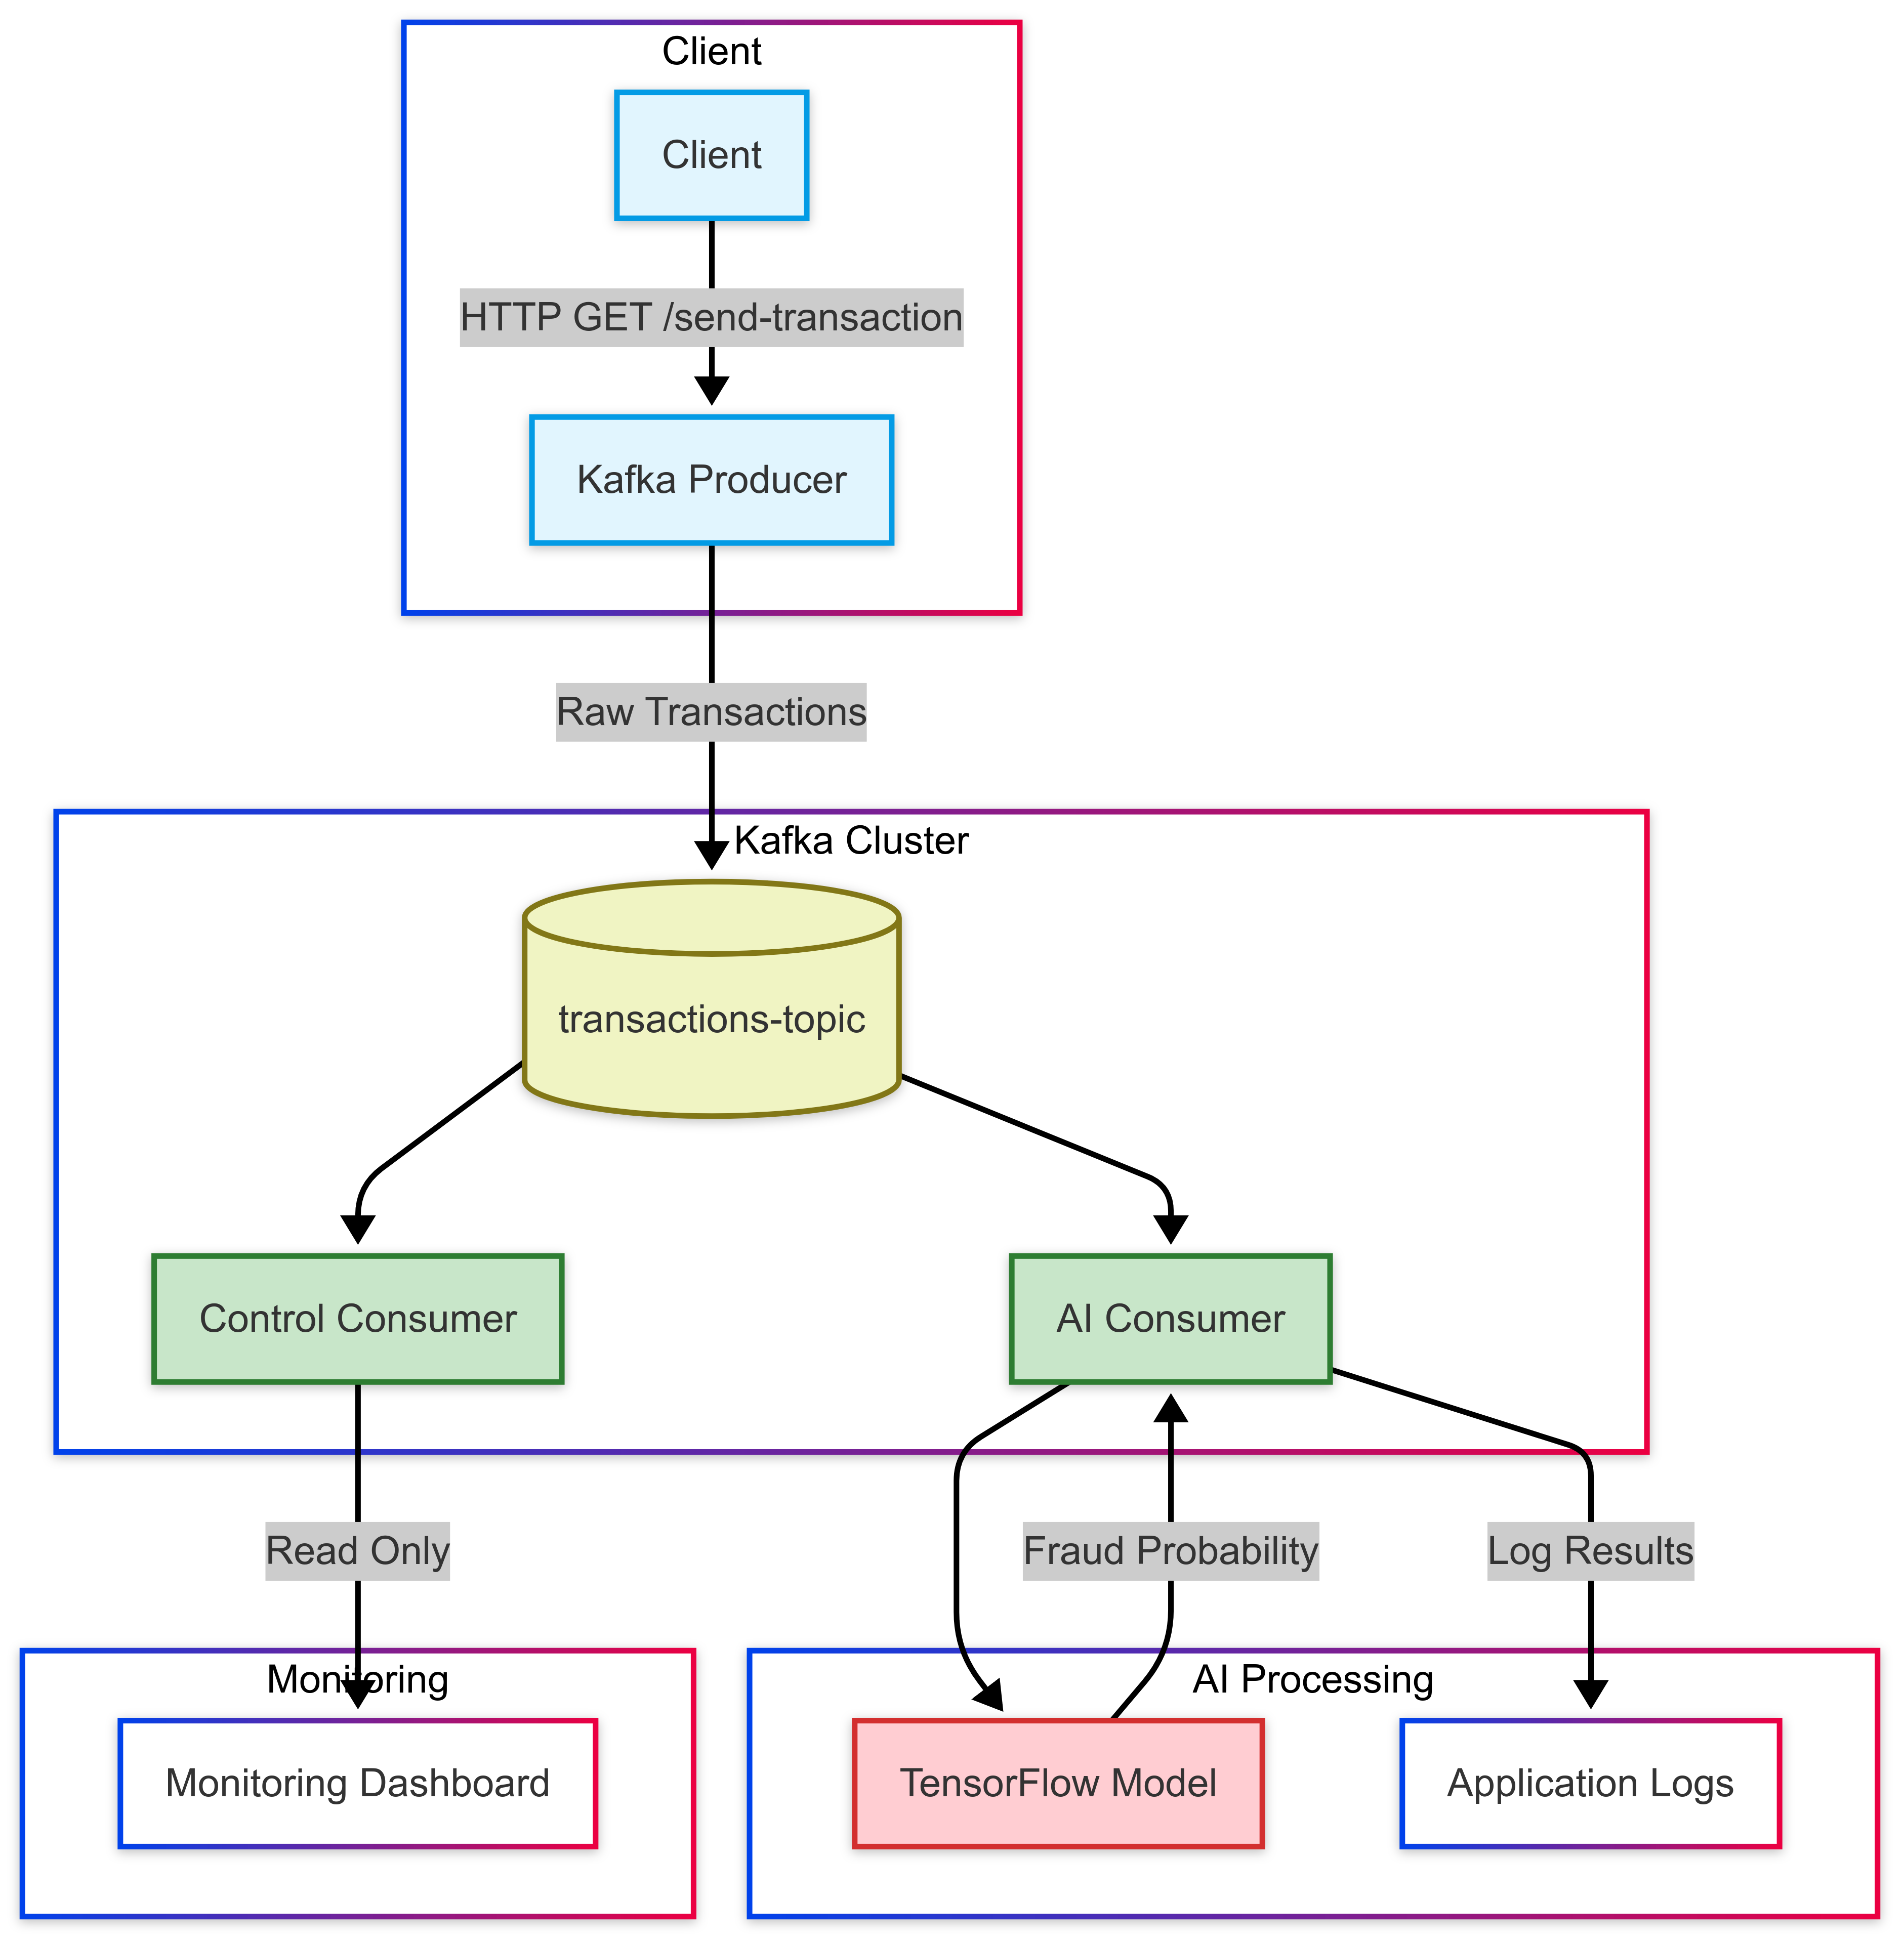 Client
Client
HTTP GET /send-transaction
Kafka Producer
Raw Transactions
Kafka Cluster
transactions-topic
Control Consumer
AI Consumer
Read Only
Fraud Probability
Log Results
Monitoring
AI Processing
Monitoring Dashboard
TensorFlow Model
Application Logs